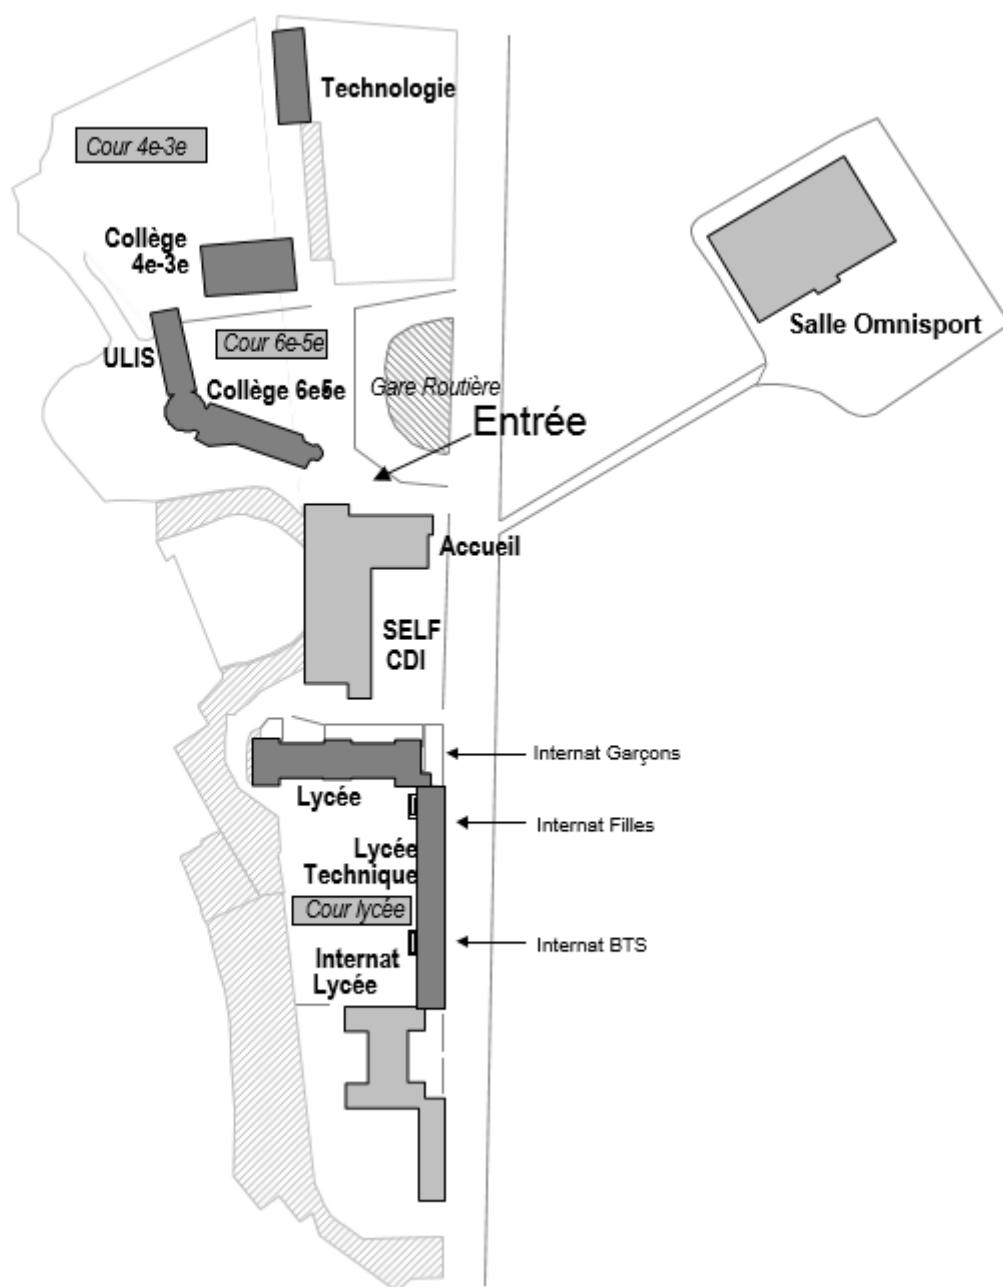 Technologie
Cour 4e-3e
Collège
4e-3e
Salle Omnisport
Cour 6e-5e
ULIS
Collège 6e5e
Gare Routière
Entrée
Accueil
SELF
CDI
Internat Garçons
Lycée
Internat Filles
Lycée
Technique
Cour lycée
Internat BTS
Internat
Lycée